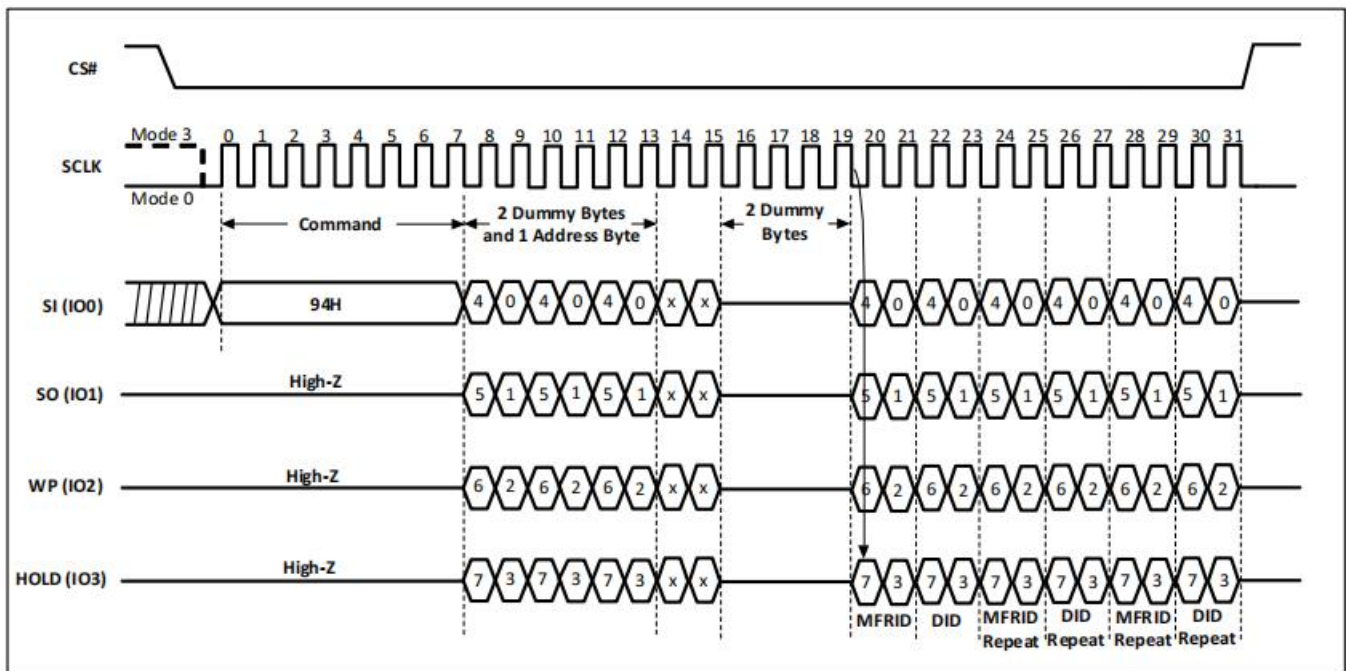 CS#
Mode 3
0 1 2 3 4 5 6 7 8 9 10 11 12 13 14 15 16 17 18 19 20 21 22 23 24 25 26 27 28 29 30 31
SCLK
Mode 0
Command
2 Dummy Bytes
and 1 Address Byte
2 Dummy
Bytes
SI (IO0)
94H
4 0 4 0 4 0 x x 4 0 4 0 4 0 4 0 4 0 4 0
SO (IO1)
High-Z
5 1 5 1 5 1 x x 5 1 5 1 5 1 5 1 5 1 5 1
WP (IO2)
High-Z
6 2 6 2 6 2 x x 6 2 6 2 6 2 6 2 6 2 6 2
HOLD (IO3)
High-Z
7 3 7 3 7 3 x x 7 3 7 3 7 3 7 3 7 3 7 3
MFRID DID MFRID DID MFRID DID
Repeat Repeat Repeat Repeat